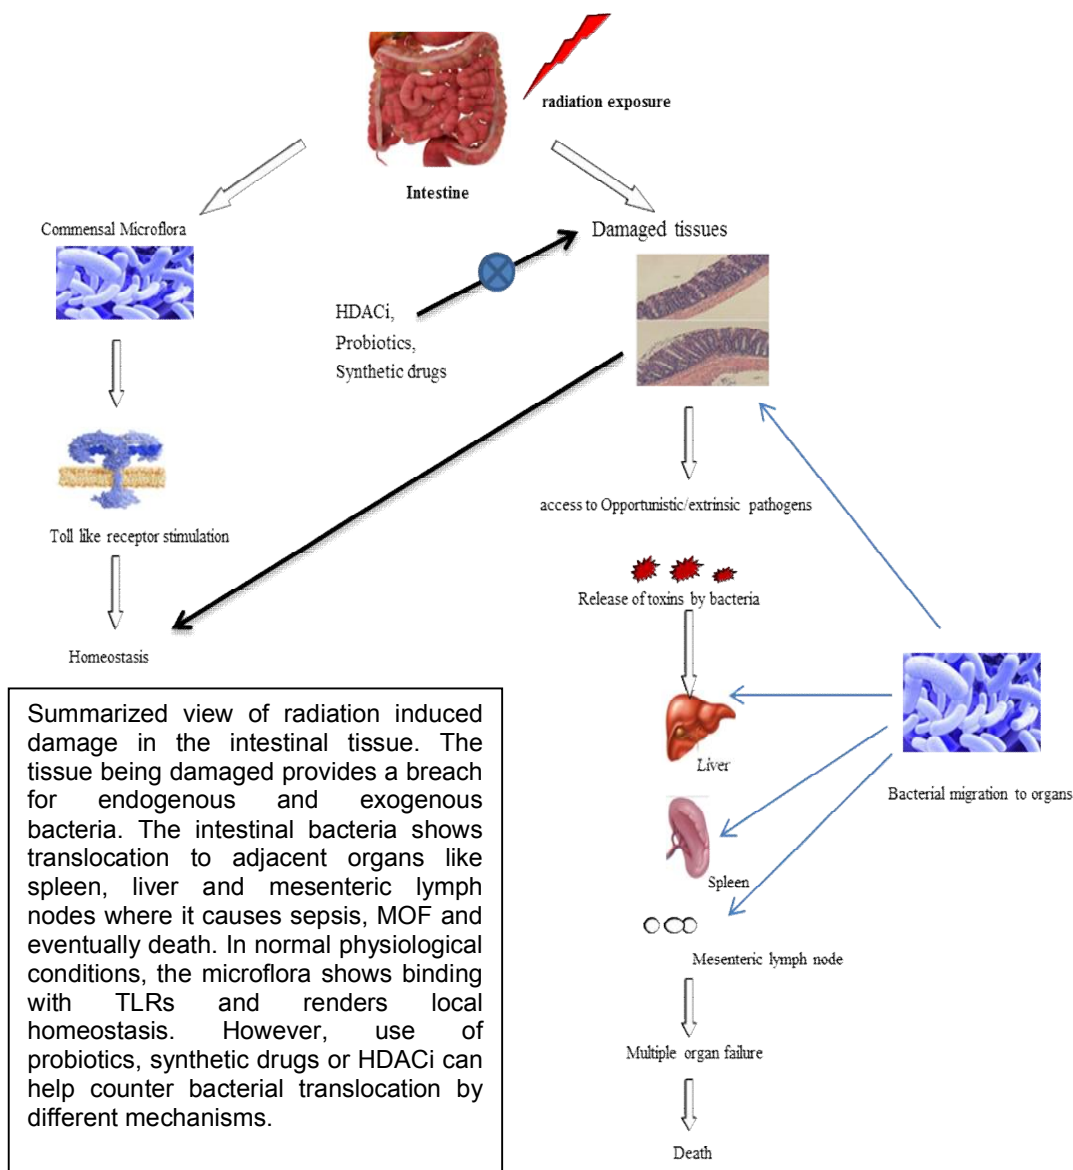 radiation exposure
Intestine
Commensal Microflora
Damaged tissues
HDACi,
Probiotics,
Synthetic drugs
Toll like receptor stimulation
Homeostasis
access to Opportunistic/extrinsic pathogens
Release of toxins by bacteria
Liver
Bacterial migration to organs
Spleen
Mesenteric lymph node
Multiple organ failure
Death
Summarized view of radiation induced
damage in the intestinal tissue. The
tissue being damaged provides a breach
for endogenous and exogenous
bacteria. The intestinal bacteria shows
translocation to adjacent organs like
spleen, liver and mesenteric lymph
nodes where it causes sepsis, MOF and
eventually death. In normal physiological
conditions, the microflora shows binding
with TLRs and renders local
homeostasis. However, use of
probiotics, synthetic drugs or HDACi can
help counter bacterial translocation by
different mechanisms.